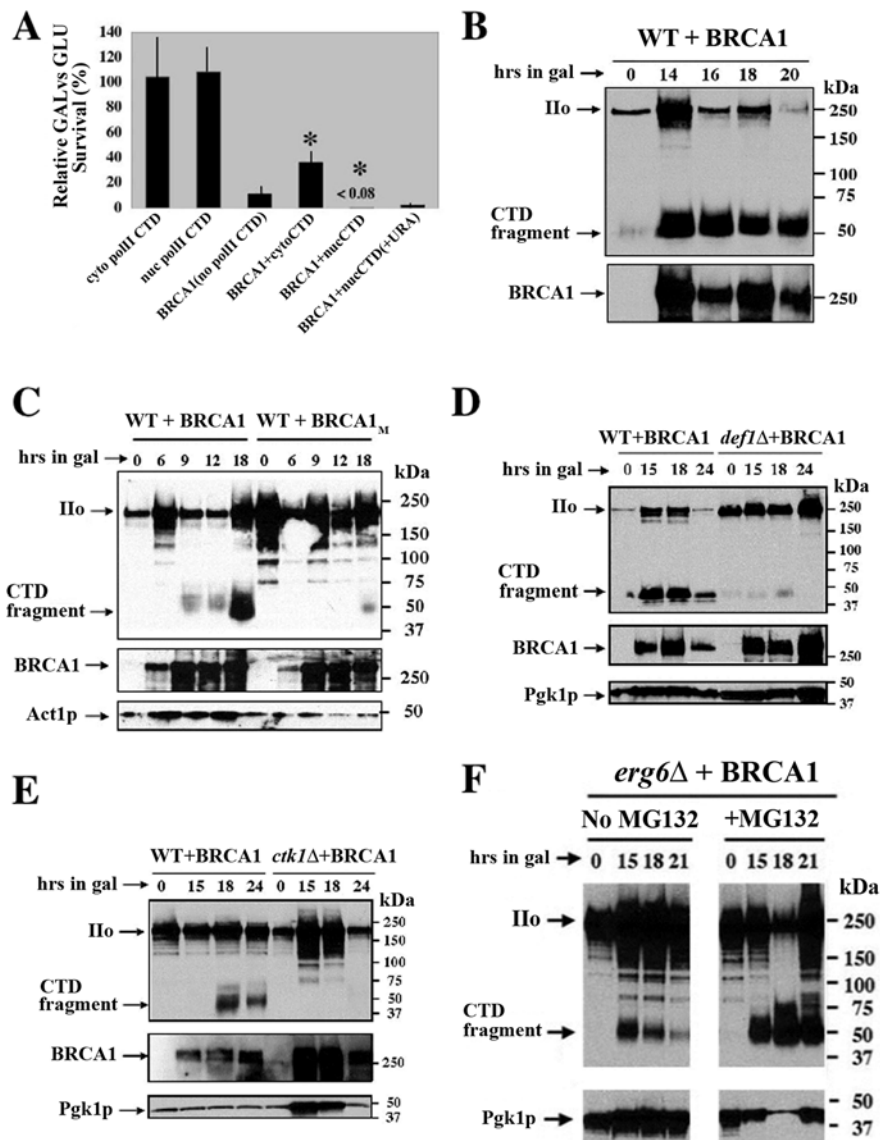 A
Relative GALvs GLU
Survival (%)
140
120
100
80
60
40
20
0
*
*
< 0.08
cyto polII CTD
nuc polII CTD
BRCA1(no polII CTD)
BRCA1+cytoCTD
BRCA1+nucCTD
BRCA1+nucCTD(+URA)
B
WT + BRCA1
hrs in gal 0 14 16 18 20
kDa
IIo
250
150
100
75
CTD
fragment
50
37
BRCA1
250
C
WT + BRCA1 WT + BRCA1M
hrs in gal 0 6 9 12 18 0 6 9 12 18
kDa
IIo
250
150
100
75
CTD
fragment
50
37
BRCA1
250
Act1p
50
D
WT+BRCA1 def1Δ+BRCA1
hrs in gal 0 15 18 24 0 15 18 24
kDa
IIo
250
150
100
75
CTD
fragment
50
37
BRCA1
250
Pgk1p
50
37
E
WT+BRCA1 ctk1Δ+BRCA1
hrs in gal 0 15 18 24 0 15 18 24
kDa
IIo
250
150
100
75
CTD
fragment
50
37
BRCA1
250
Pgk1p
50
37
F
erg6Δ + BRCA1
No MG132 +MG132
hrs in gal 0 15 18 21 0 15 18 21
kDa
IIo
250
150
100
75
CTD
fragment
50
37
Pgk1p
50
37